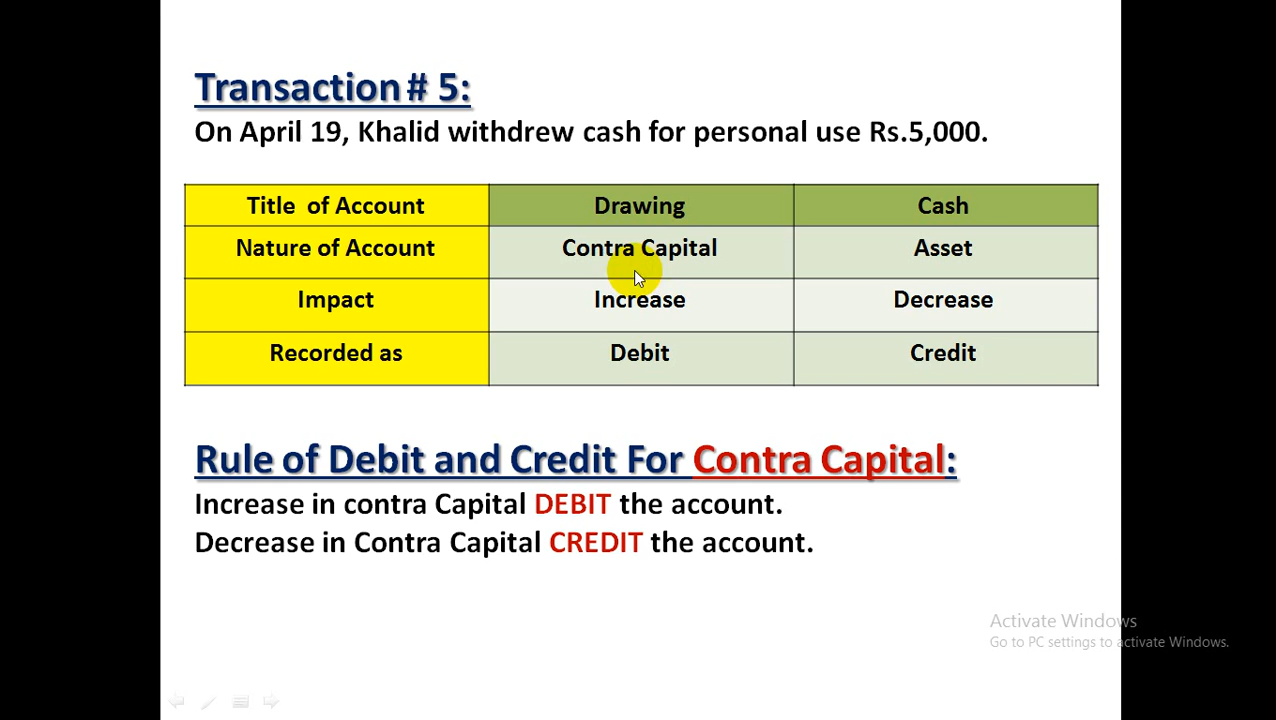 Transaction # 5:
On April 19, Khalid withdrew cash for personal use Rs.5,000.
Title of Account Drawing Cash
Nature of Account Contra Capital Asset
Impact Increase Decrease
Recorded as Debit Credit
Rule of Debit and Credit For Contra Capital:
Increase in contra Capital DEBIT the account.
Decrease in Contra Capital CREDIT the account.
Activate Windows
Go to PC settings to activate Windows.